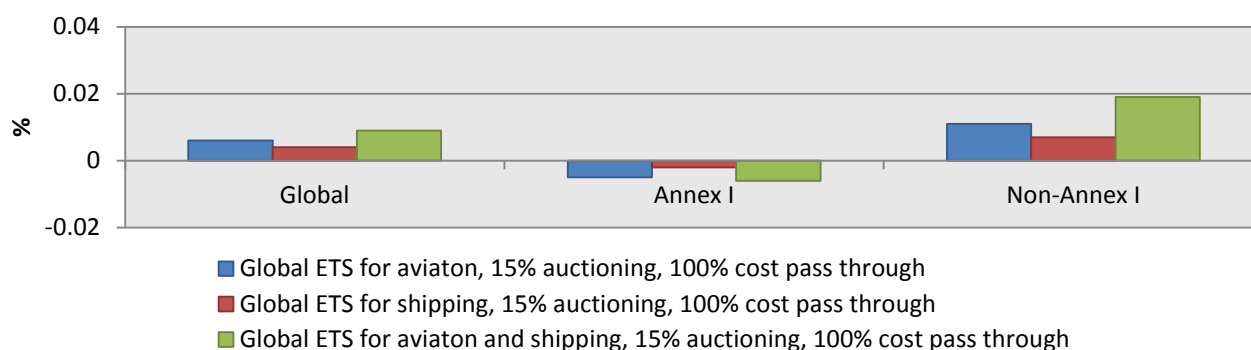 0.04
0.02
%
0
Global
Annex I
Non-Annex I
-0.02
Global ETS for aviaton, 15% auctioning, 100% cost pass through
Global ETS for shipping, 15% auctioning, 100% cost pass through
Global ETS for aviaton and shipping, 15% auctioning, 100% cost pass through